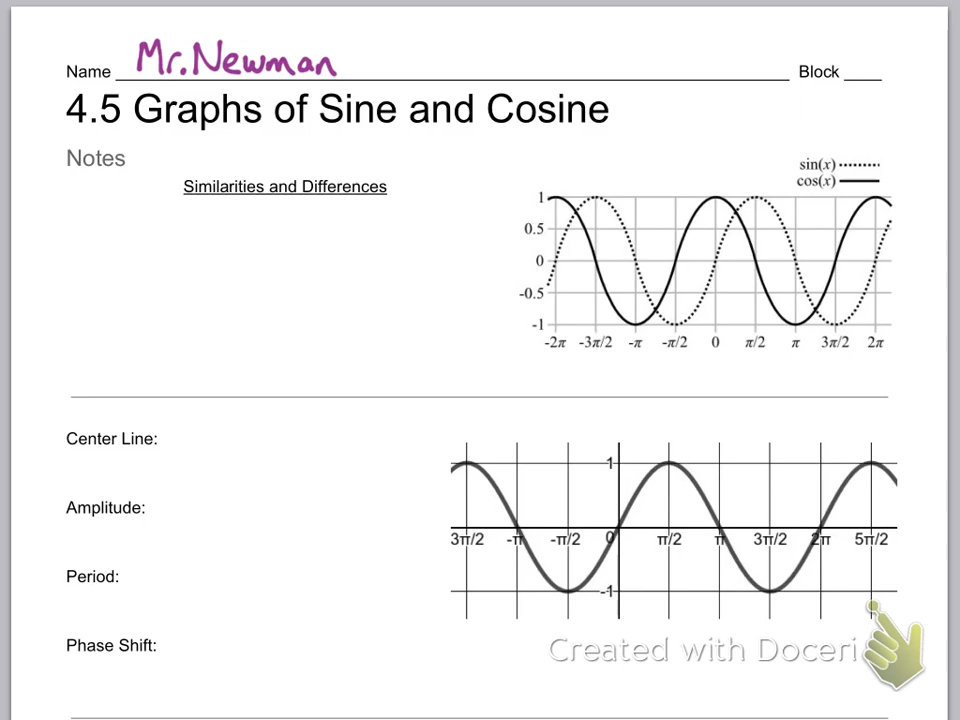 Name Mr. Newman Block
4.5 Graphs of Sine and Cosine
Notes
Similarities and Differences
sin(x)
cos(x)
1
0.5
0
-0.5
-1
-2π -3π/2 -π -π/2 0 π/2 π 3π/2 2π
Center Line:
Amplitude:
Period:
Phase Shift:
1
3π/2 -π -π/2 0 π/2 π 3π/2 2π 5π/2
-1
Created with Doceri